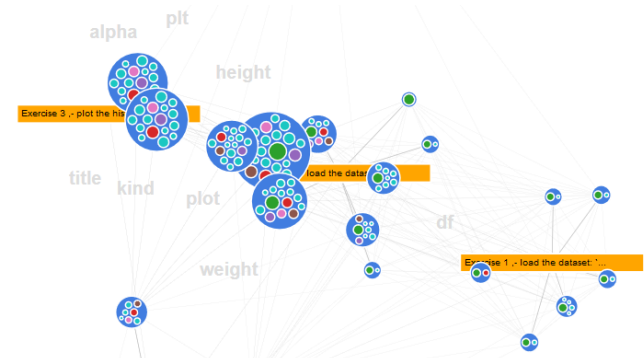 plt
alpha
height
Exercise 3 ,- plot the his
load the datase
title
kind
plot
df
weight
Exercise 1 ,- load the dataset: '...